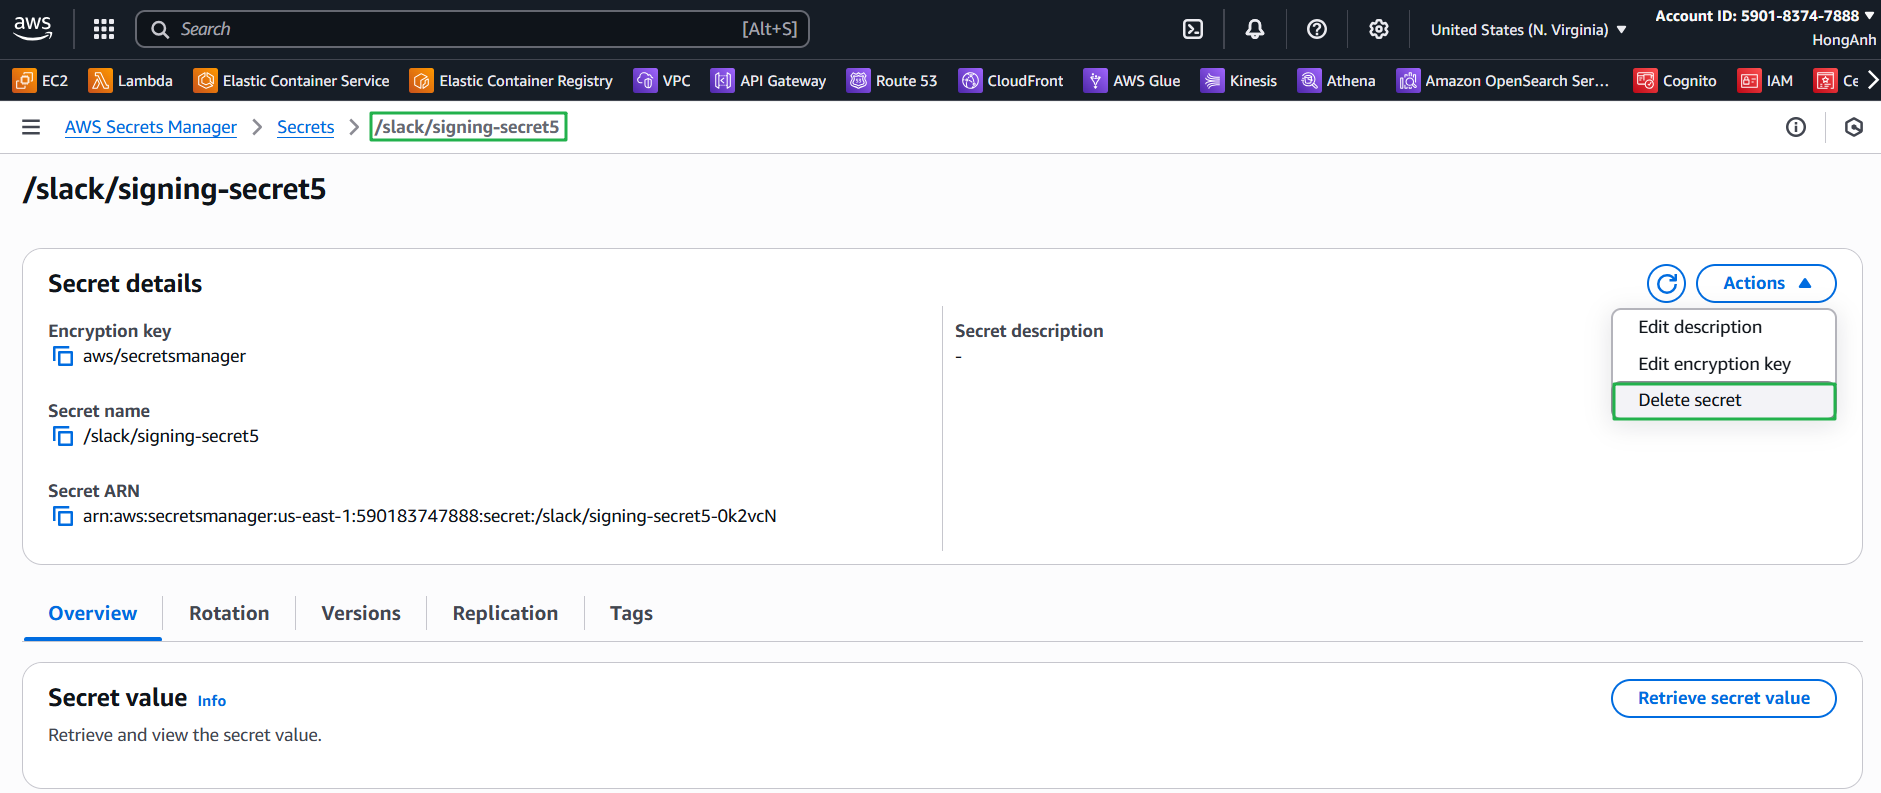 aws
Search
[Alt+S]
United States (N. Virginia)
Account ID: 5901-8374-7888
HongAnh
EC2
Lambda
Elastic Container Service
Elastic Container Registry
VPC
API Gateway
Route 53
CloudFront
AWS Glue
Kinesis
Athena
Amazon OpenSearch Ser...
Cognito
IAM
Ce
AWS Secrets Manager
Secrets
/slack/signing-secret5
/slack/signing-secret5
Secret details
Actions
Edit description
Edit encryption key
Delete secret
Encryption key
aws/secretsmanager
Secret description
-
Secret name
/slack/signing-secret5
Secret ARN
arn:aws:secretsmanager:us-east-1:590183747888:secret:/slack/signing-secret5-0k2vcN
Overview
Rotation
Versions
Replication
Tags
Secret value Info
Retrieve and view the secret value.
Retrieve secret value